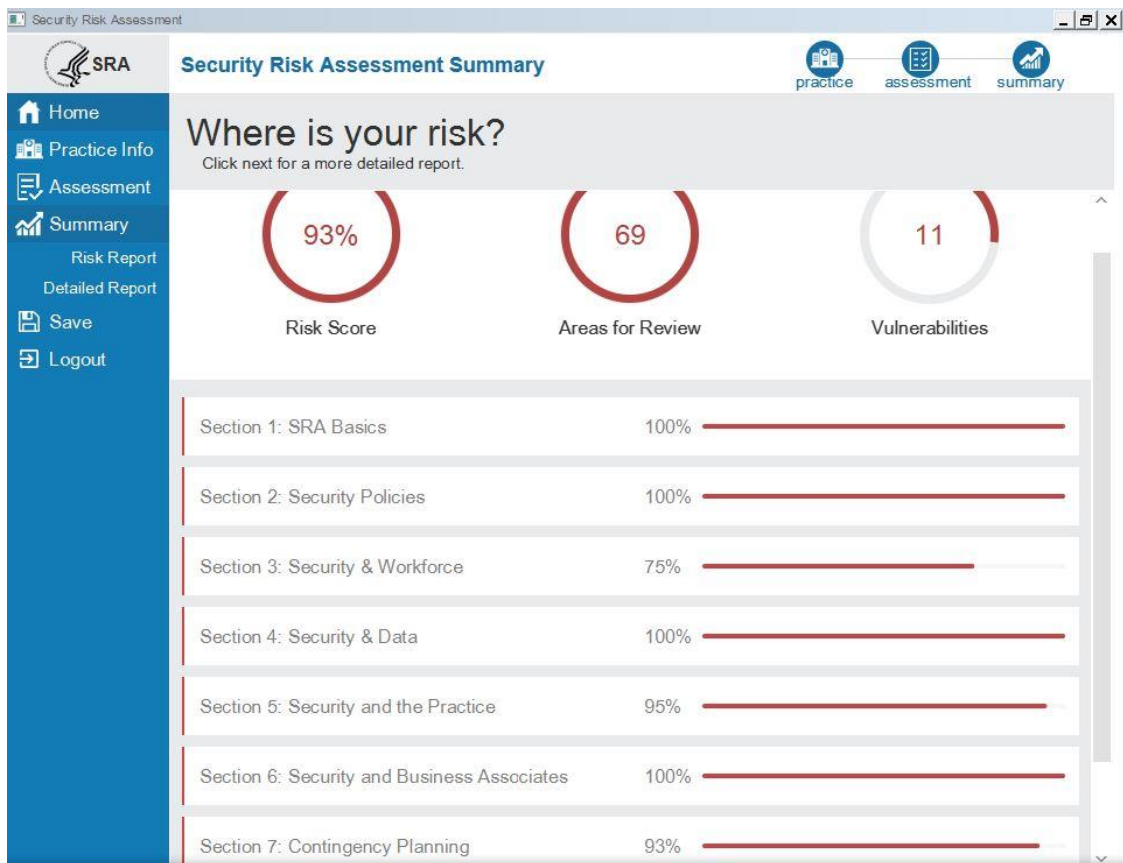 Security Risk Assessment
SRA
Security Risk Assessment Summary
practice
assessment
summary
Home
Practice Info
Assessment
Summary
Risk Report
Detailed Report
Save
Logout
Where is your risk?
Click next for a more detailed report.
93%
Risk Score
69
Areas for Review
11
Vulnerabilities
Section 1: SRA Basics 100%
Section 2: Security Policies 100%
Section 3: Security & Workforce 75%
Section 4: Security & Data 100%
Section 5: Security and the Practice 95%
Section 6: Security and Business Associates 100%
Section 7: Contingency Planning 93%